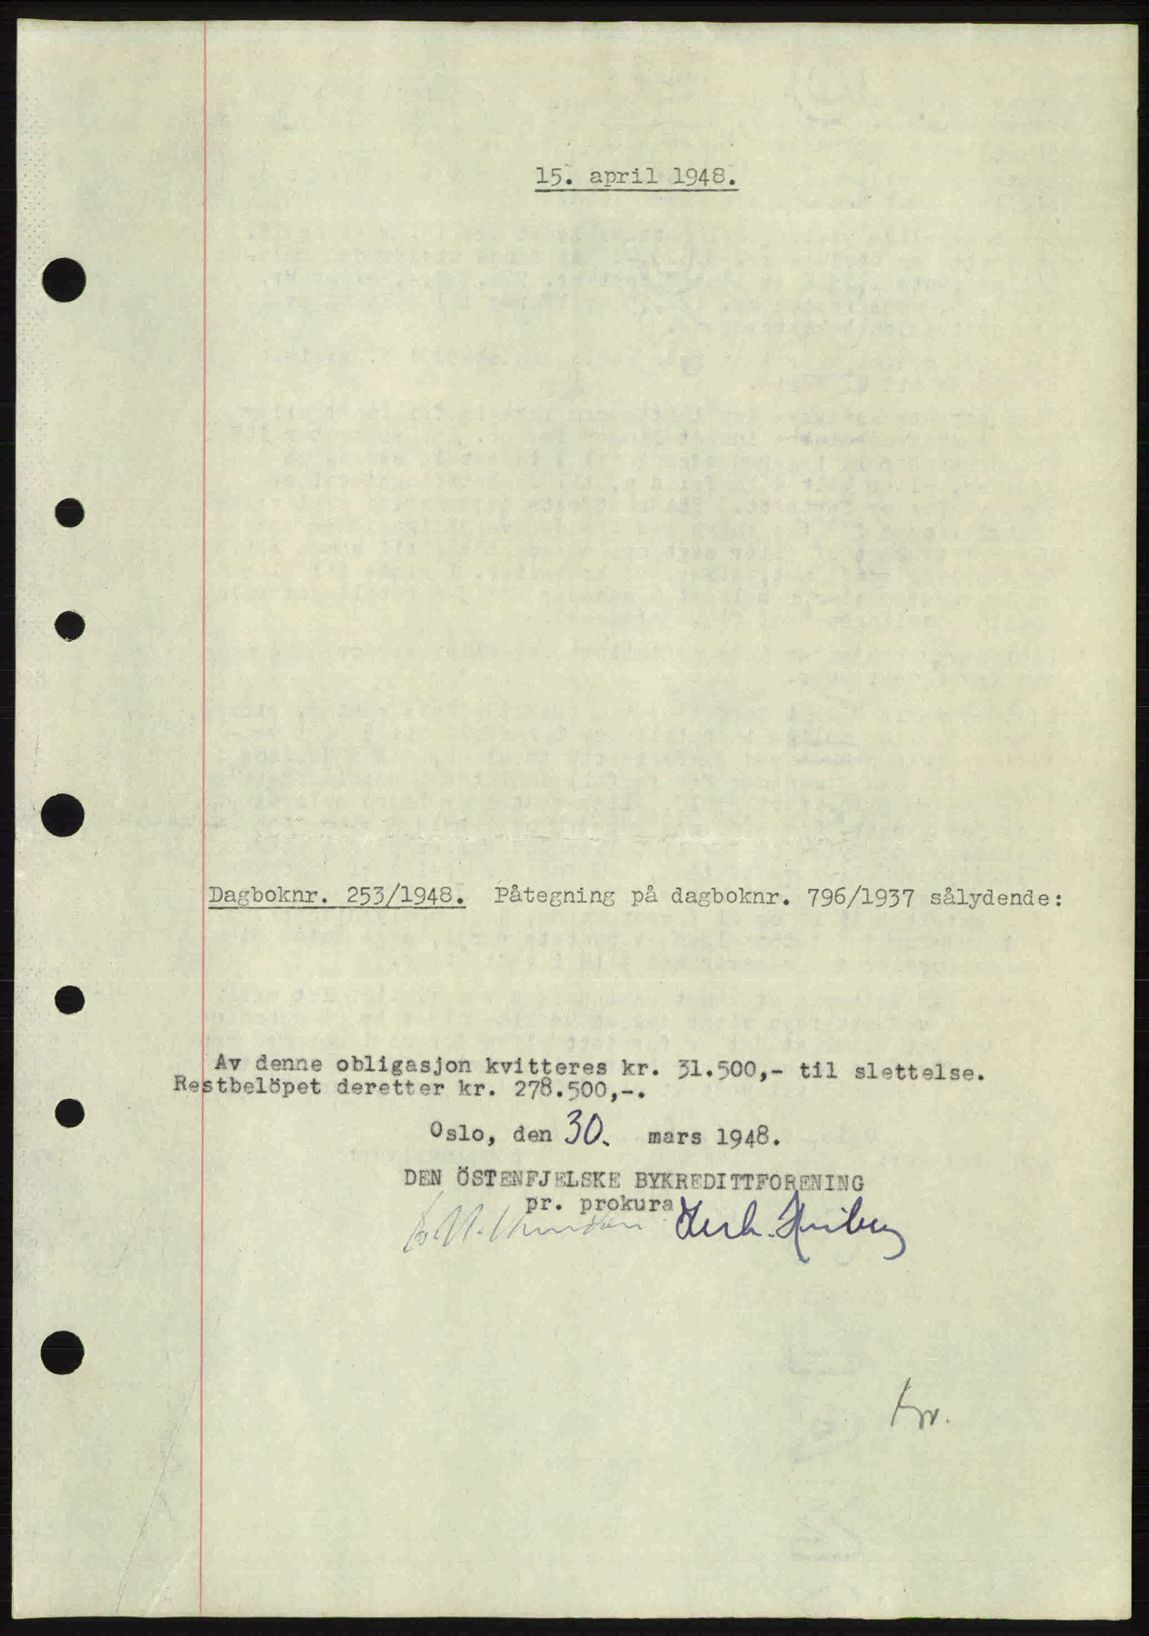 15. april 1948.
Dagboknr. 253/1948. Påtegning på dagboknr. 796/1937 sålydende:
Av denne obligasjon kvitteres kr. 31.500,- til slettelse.
Restbelöpet deretter kr. 278.500,-.
Oslo, den 30. mars 1948.
DEN ÖSTENFJELSKE BYKREDITTFORENING
pr. prokura